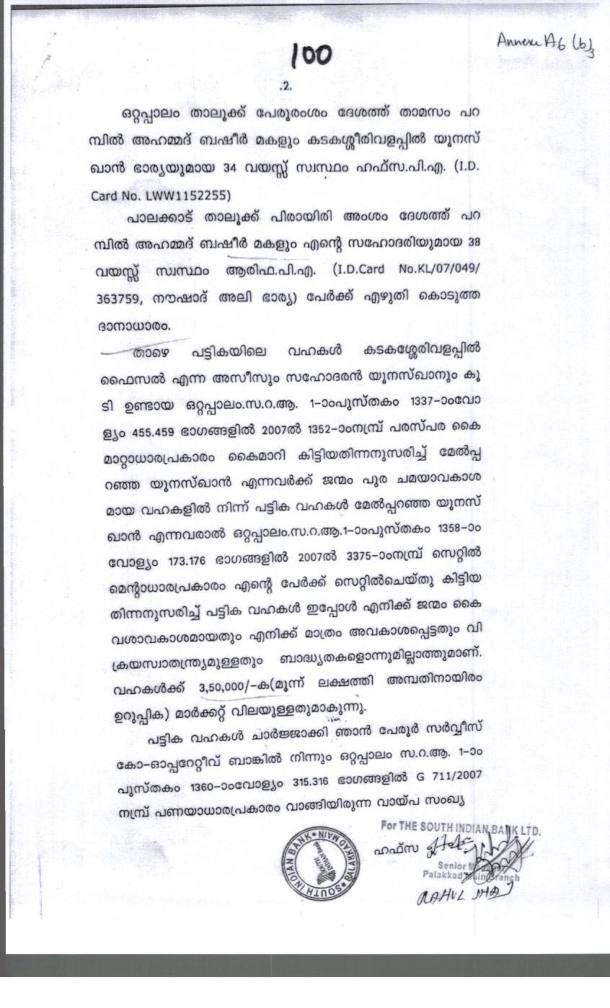 Annexe A6 (b)3
100
.2.
ഒറ്റപ്പാലം താലൂക്ക് പേരൂരംശം ദേശത്ത് താമസം പറ
മ്പിൽ അഹമ്മദ് ബഷീർ മകളും കടകശ്ശീരിവളപ്പിൽ യൂനസ്
ഖാൻ ഭാര്യയുമായ 34 വയസ്സ് സ്വസ്ഥം ഹഫ്സ.പി.എ. (I.D.
Card No. LWW1152255)
പാലക്കാട് താലൂക്ക് പിരായിരി അംശം ദേശത്ത് പറ
മ്പിൽ അഹമ്മദ് ബഷീർ മകളും എന്റെ സഹോദരിയുമായ 38
വയസ്സ് സ്വസ്ഥം ആരിഫ.പി.എ. (I.D.Card No.KL/07/049/
363759, നൗഷാദ് അലി ഭാര്യ) പേർക്ക് എഴുതി കൊടുത്ത
ദാനാധാരം.
താഴെ പട്ടികയിലെ വഹകൾ കടകശ്ശേരിവളപ്പിൽ
ഫൈസൽ എന്ന അസീസും സഹോദരൻ യൂനസ്ഖാനും കൂ
ടി ഉണ്ടായ ഒറ്റപ്പാലം.സ.റ.ആ. 1-ാംപുസ്തകം 1337-ാംവോ
ള്യം 455.459 ഭാഗങ്ങളിൽ 2007ൽ 1352-ാംനമ്പ്ര് പരസ്പര കൈ
മാറ്റാധാരപ്രകാരം കൈമാറി കിട്ടിയതിന്നനുസരിച്ച് മേൽപ്പ
റഞ്ഞ യൂനസ്ഖാൻ എന്നവർക്ക് ജന്മം പുര ചമയാവകാശ
മായ വഹകളിൽ നിന്ന് പട്ടിക വഹകൾ മേൽപ്പറഞ്ഞ യൂനസ്
ഖാൻ എന്നവരാൽ ഒറ്റപ്പാലം.സ.റ.ആ.1-ാംപുസ്തകം 1358-ാം
വോള്യം 173.176 ഭാഗങ്ങളിൽ 2007ൽ 3375-ാംനമ്പ്ര് സെറ്റിൽ
മെന്റാധാരപ്രകാരം എന്റെ പേർക്ക് സെറ്റിൽചെയ്തു കിട്ടിയ
തിന്നനുസരിച്ച് പട്ടിക വഹകൾ ഇപ്പോൾ എനിക്ക് ജന്മം കൈ
വശാവകാശമായതും എനിക്ക് മാത്രം അവകാശപ്പെട്ടതും വി
ക്രയസ്വാതന്ത്ര്യമുള്ളതും ബാദ്ധ്യതകളൊന്നുമില്ലാത്തുമാണ്.
വഹകൾക്ക് 3,50,000/-ക(മൂന്ന് ലക്ഷത്തി അമ്പതിനായിരം
ഉറുപ്പിക) മാർക്കറ്റ് വിലയുള്ളതുമാകുന്നു.
പട്ടിക വഹകൾ ചാർജ്ജാക്കി ഞാൻ പേരൂർ സർവ്വീസ്
കോ-ഓപ്പറേറ്റീവ് ബാങ്കിൽ നിന്നും ഒറ്റപ്പാലം സ.റ.ആ. 1-ാം
പുസ്തകം 1360-ാംവോള്യം 315.316 ഭാഗങ്ങളിൽ G 711/2007
നമ്പ്ര് പണയാധാരപ്രകാരം വാങ്ങിയിരുന്ന വായ്പ സംഖ്യ
For THE SOUTH INDIAN BANK LTD.
ഹഫ്സ
Senior
Palakkad Main Branch
SOUTH INDIAN BANK PALAKKAD MAIN
RAHUL